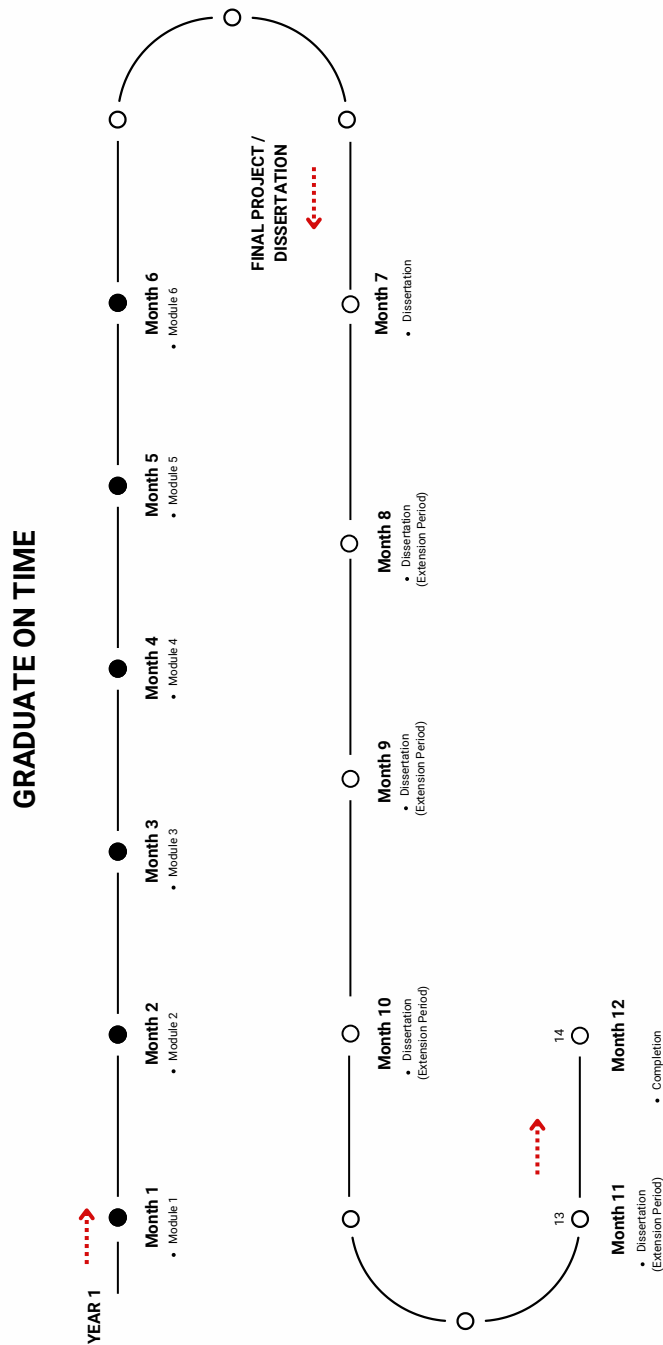 GRADUATE ON TIME
YEAR 1
Month 1
• Module 1
Month 2
• Module 2
Month 3
• Module 3
Month 4
• Module 4
Month 5
• Module 5
Month 6
• Module 6
FINAL PROJECT /
DISSERTATION
Month 7
• Dissertation
Month 8
• Dissertation
(Extension Period)
Month 9
• Dissertation
(Extension Period)
Month 10
• Dissertation
(Extension Period)
13
Month 11
• Dissertation
(Extension Period)
14
Month 12
• Completion